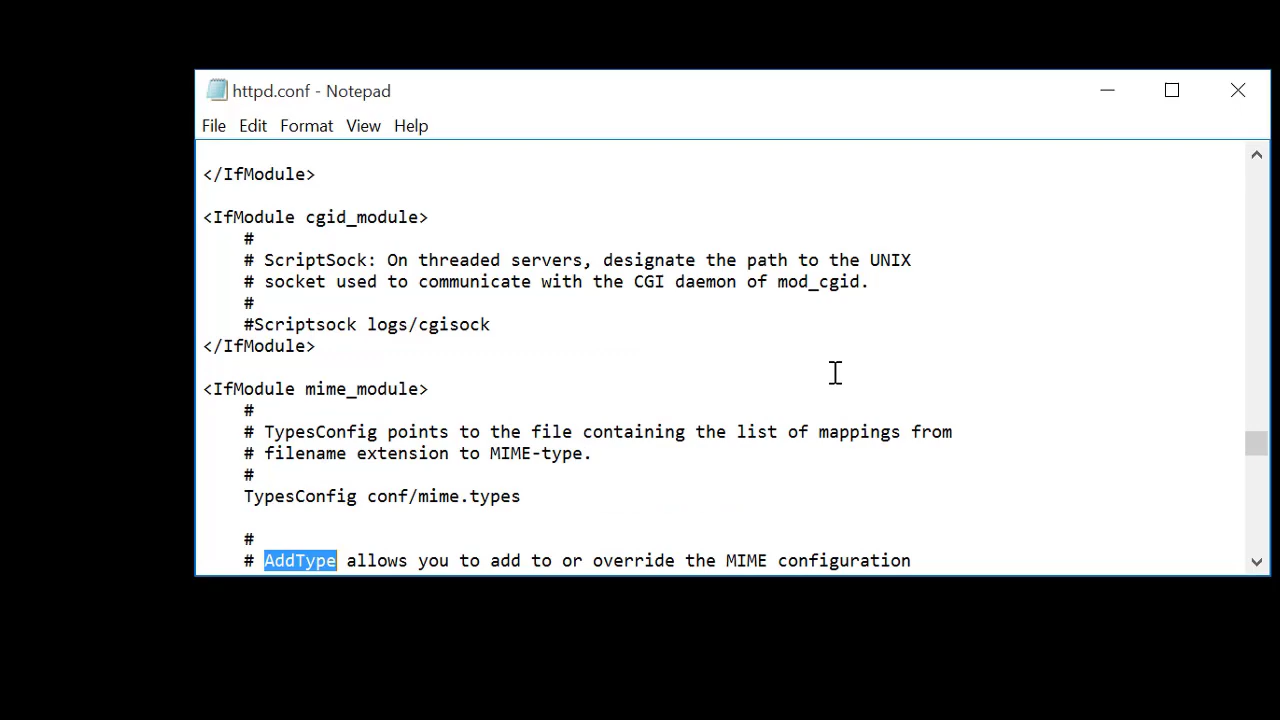 httpd.conf - Notepad
File Edit Format View Help
</IfModule>
<IfModule cgid_module>
#
# ScriptSock: On threaded servers, designate the path to the UNIX
# socket used to communicate with the CGI daemon of mod_cgid.
#
#Scriptsock logs/cgisock
</IfModule>
<IfModule mime_module>
#
# TypesConfig points to the file containing the list of mappings from
# filename extension to MIME-type.
#
TypesConfig conf/mime.types
#
# AddType allows you to add to or override the MIME configuration